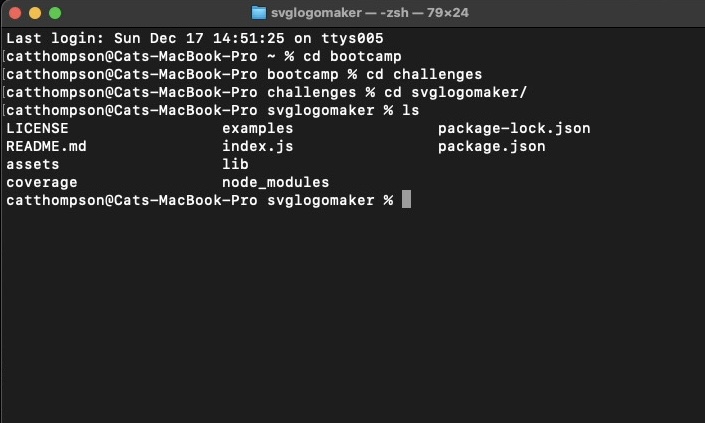 svglogomaker — -zsh — 79×24
Last login: Sun Dec 17 14:51:25 on ttys005
[catthompson@Cats-MacBook-Pro ~ % cd bootcamp
[catthompson@Cats-MacBook-Pro bootcamp % cd challenges
[catthompson@Cats-MacBook-Pro challenges % cd svglogomaker/
[catthompson@Cats-MacBook-Pro svglogomaker % ls
LICENSE examples package-lock.json
README.md index.js package.json
assets lib
coverage node_modules
catthompson@Cats-MacBook-Pro svglogomaker %